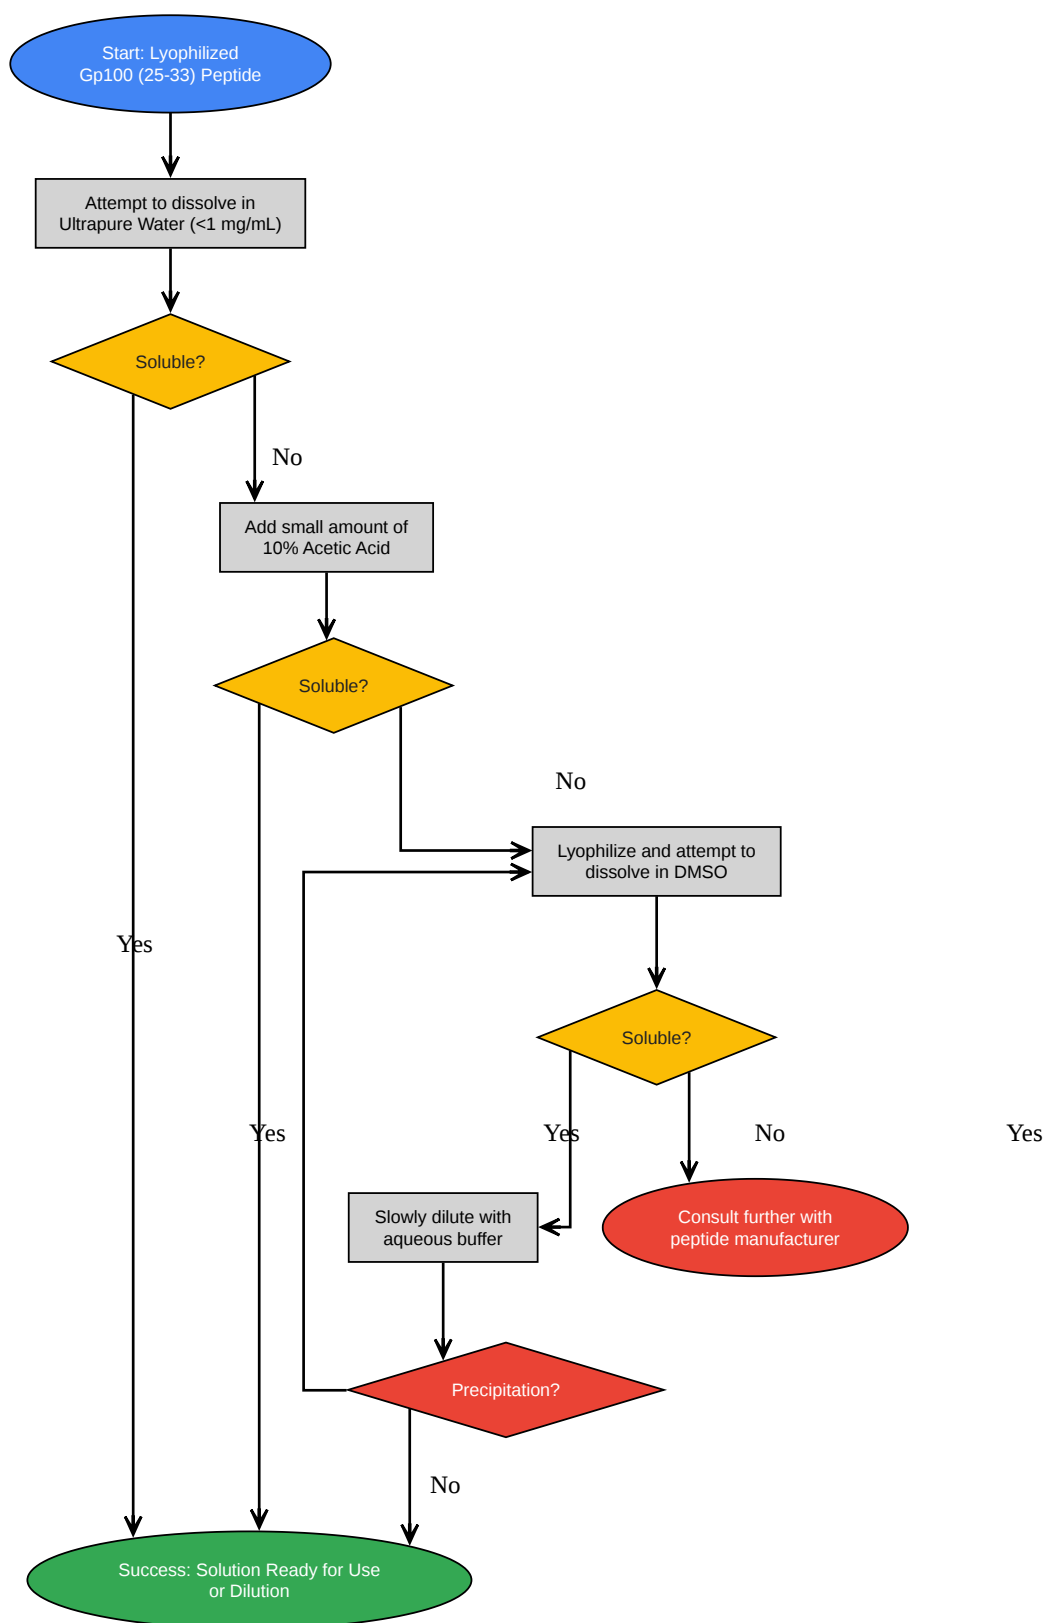 Start: Lyophilized
Gp100 (25-33) Peptide
Attempt to dissolve in
Ultrapure Water (<1 mg/mL)
Soluble?
No
Add small amount of
10% Acetic Acid
Soluble?
No
Lyophilize and attempt to
dissolve in DMSO
Yes
Soluble?
Yes
Yes
No
Yes
Slowly dilute with
aqueous buffer
Consult further with
peptide manufacturer
Precipitation?
No
Success: Solution Ready for Use
or Dilution